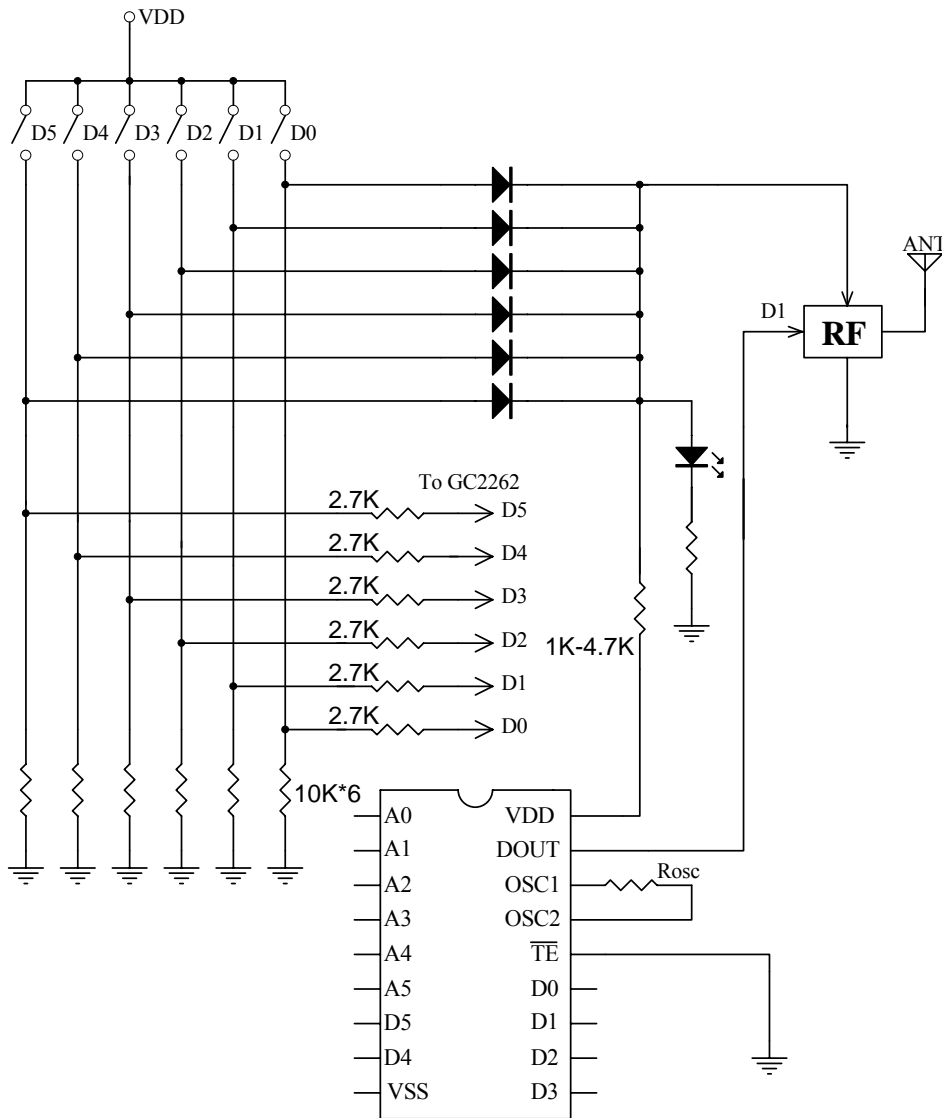 VDD
D5 D4 D3 D2 D1 D0
ANT
D1
RF
To GC2262
2.7K D5
2.7K D4
2.7K D3
2.7K D2
1K-4.7K
2.7K D1
2.7K D0
10K*6
A0 VDD
A1 DOUT
A2 OSC1 Rosc
A3 OSC2
A4 TE
A5 D0
D5 D1
D4 D2
VSS D3